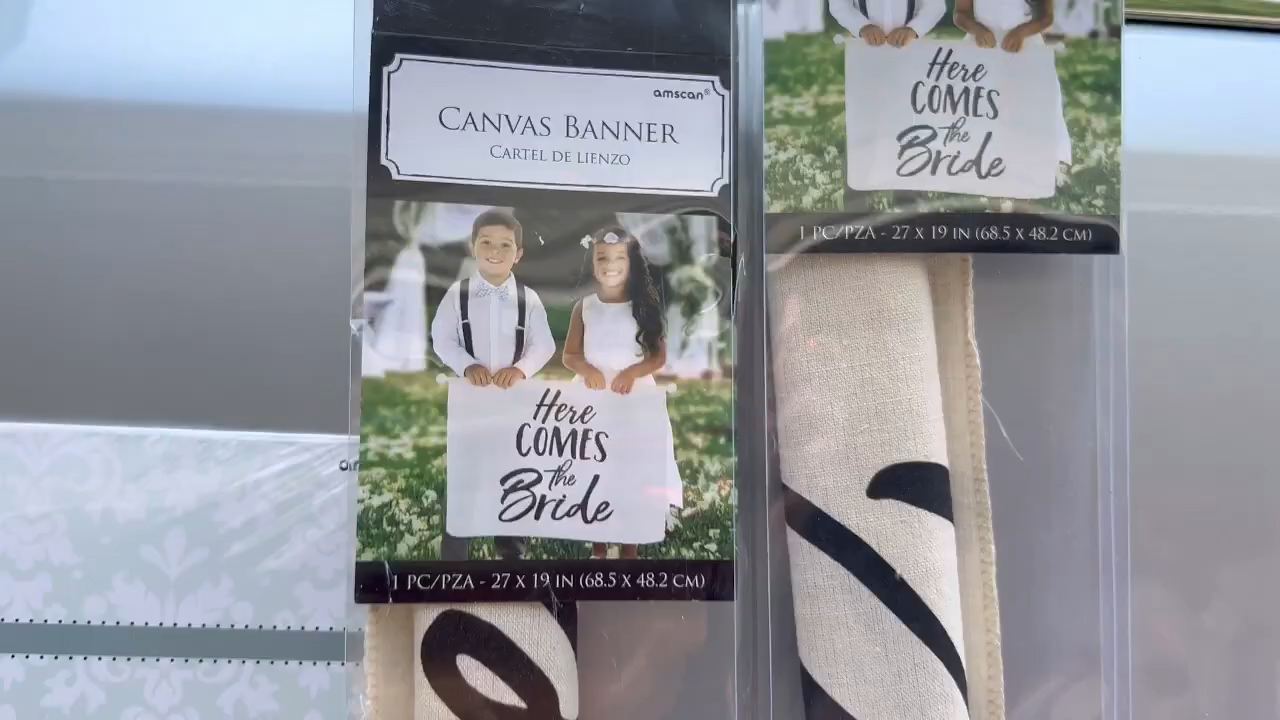 amscan®
CANVAS BANNER
CARTEL DE LIENZO
Here
COMES
the
Bride
1 PC/PZA - 27 X 19 IN (68.5 X 48.2 CM)
Here
COMES
the
Bride
1 PC/PZA - 27 X 19 IN (68.5 X 48.2 CM)